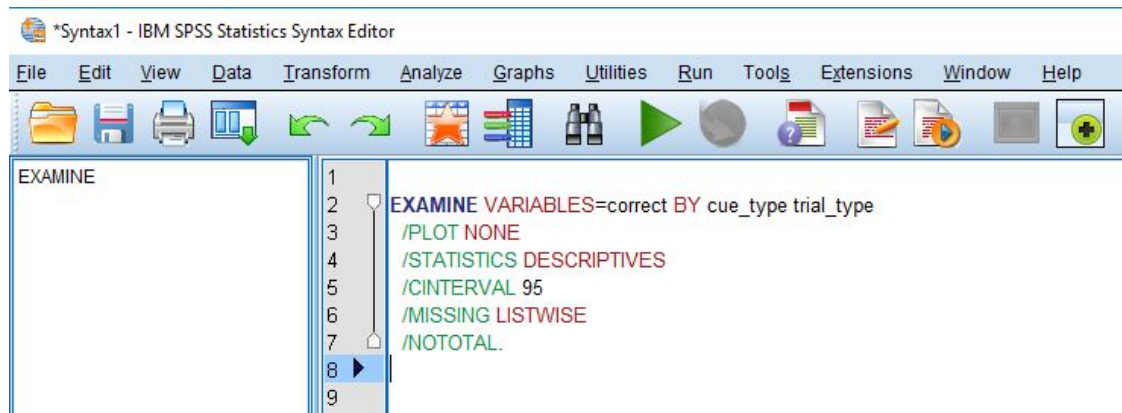 *Syntax1 - IBM SPSS Statistics Syntax Editor
File Edit View Data Transform Analyze Graphs Utilities Run Tools Extensions Window Help
EXAMINE
1
2 EXAMINE VARIABLES=correct BY cue_type trial_type
3 /PLOT NONE
4 /STATISTICS DESCRIPTIVES
5 /CINTERVAL 95
6 /MISSING LISTWISE
7 /NOTOTAL.
8
9